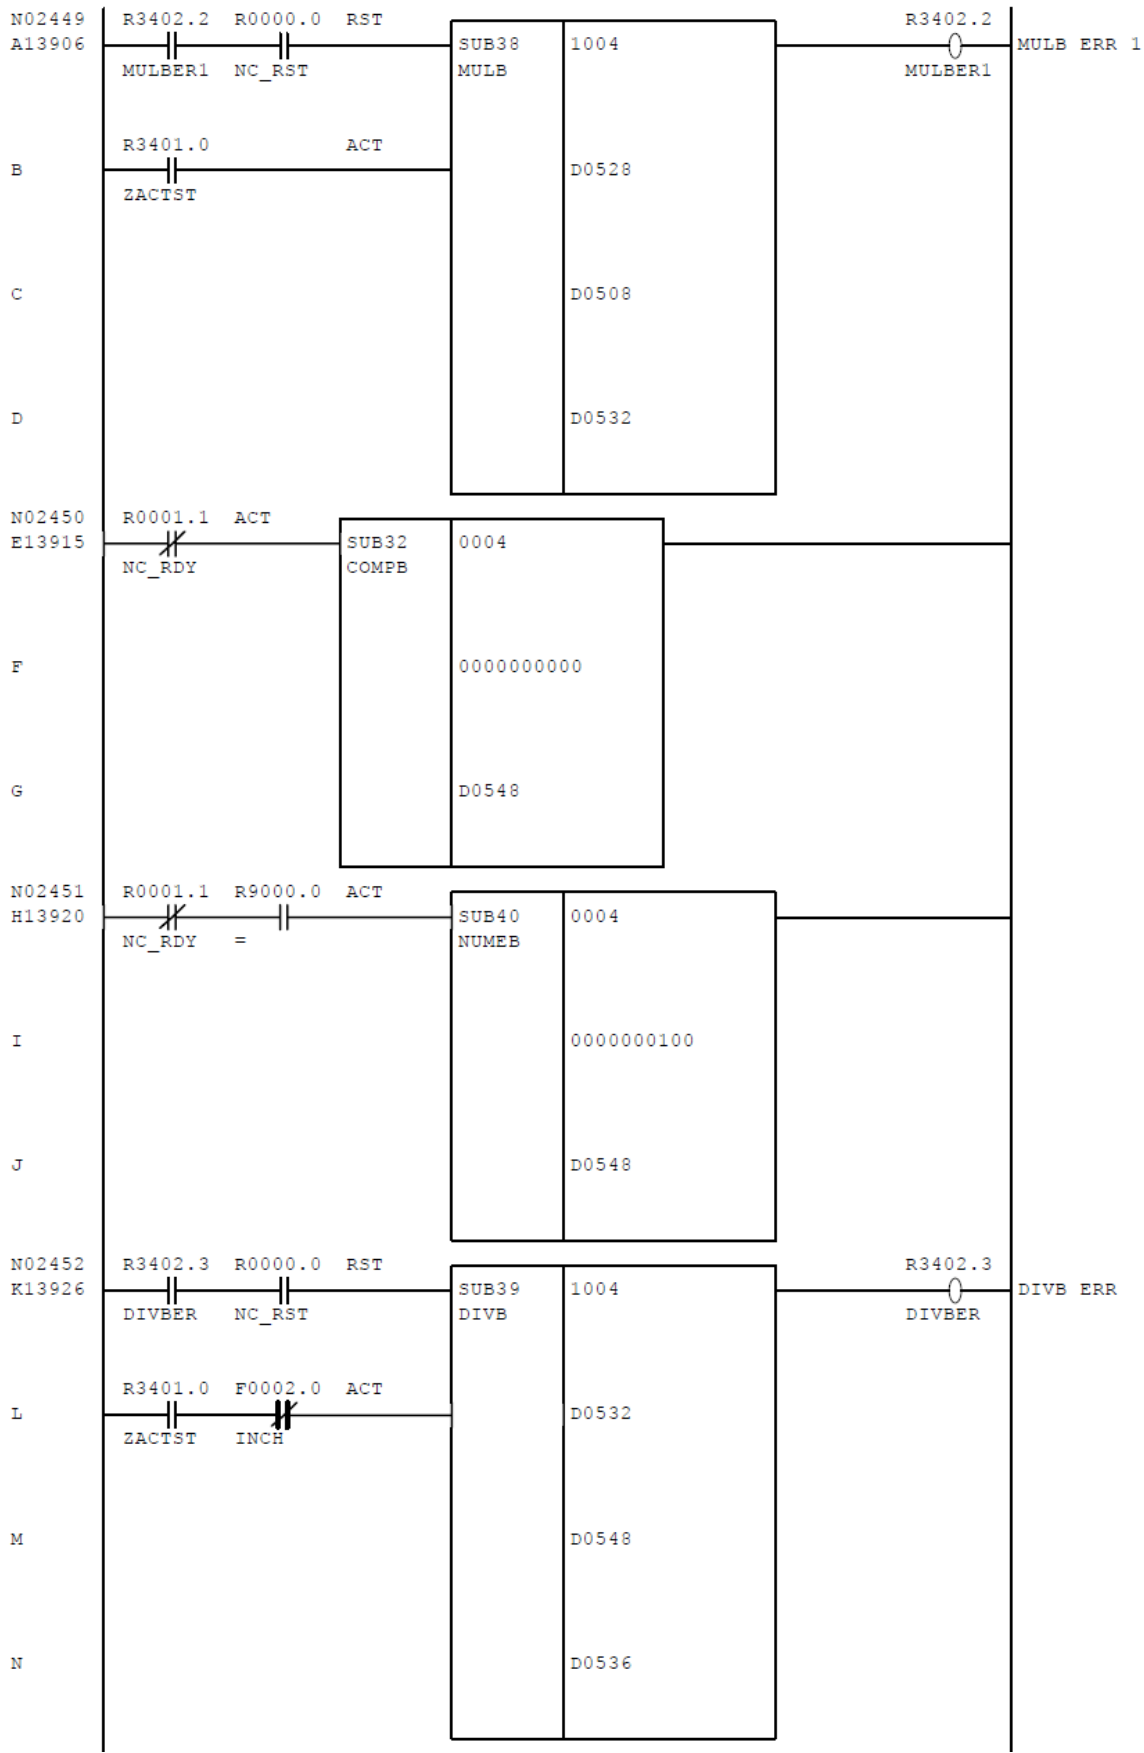 N02449 R3402.2 R0000.0 RST R3402.2
A13906 SUB38 1004 MULB ERR 1
MULBER1 NC_RST MULB MULBER1
R3401.0 ACT
B D0528
ZACTST
C D0508
D D0532
N02450 R0001.1 ACT
E13915 SUB32 0004
NC_RDY COMPB
F 0000000000
G D0548
N02451 R0001.1 R9000.0 ACT
H13920 SUB40 0004
NC_RDY = NUMEB
I 0000000100
J D0548
N02452 R3402.3 R0000.0 RST R3402.3
K13926 SUB39 1004 DIVB ERR
DIVBER NC_RST DIVB DIVBER
R3401.0 F0002.0 ACT
L D0532
ZACTST INCH
M D0548
N D0536